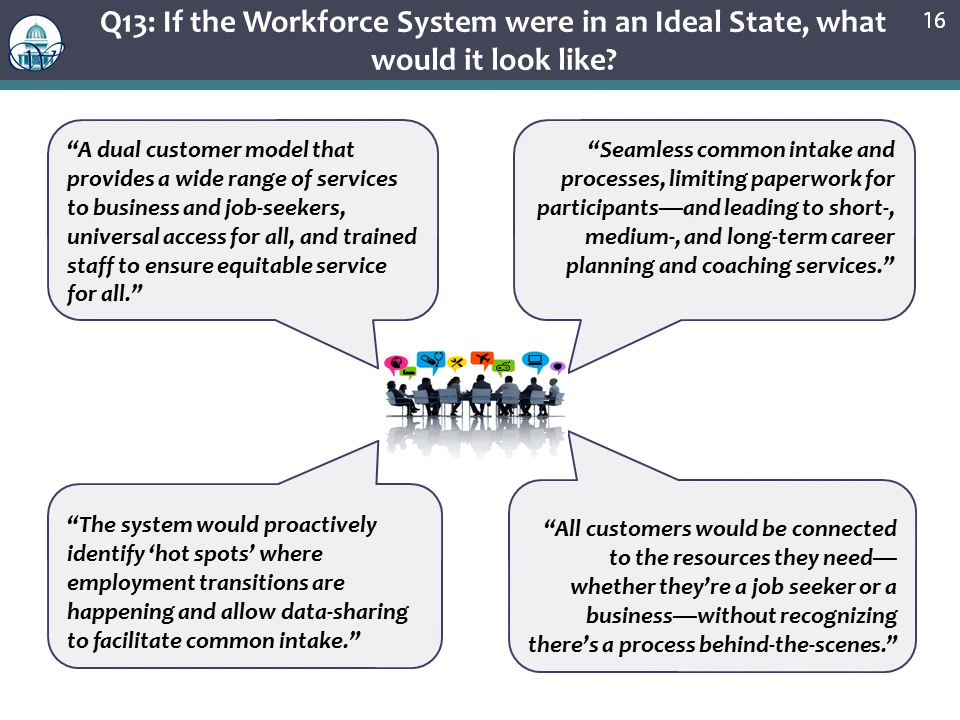 Q13: If the Workforce System were in an Ideal State, what
would it look like?
16
“A dual customer model that
provides a wide range of services
to business and job-seekers,
universal access for all, and trained
staff to ensure equitable service
for all.”
“Seamless common intake and
processes, limiting paperwork for
participants—and leading to short-,
medium-, and long-term career
planning and coaching services.”
“The system would proactively
identify ‘hot spots’ where
employment transitions are
happening and allow data-sharing
to facilitate common intake.”
“All customers would be connected
to the resources they need—
whether they’re a job seeker or a
business—without recognizing
there’s a process behind-the-scenes.”